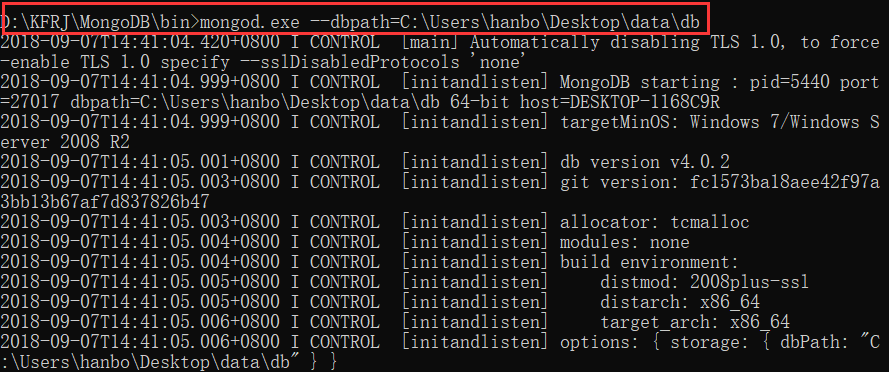 D:\KFRJ\MongoDB\bin>mongod.exe --dbpath=C:\Users\hanbo\Desktop\data\db
2018-09-07T14:41:04.420+0800 I CONTROL  [main] Automatically disabling TLS 1.0, to force
-enable TLS 1.0 specify --sslDisabledProtocols 'none'
2018-09-07T14:41:04.999+0800 I CONTROL  [initandlisten] MongoDB starting : pid=5440 port
=27017 dbpath=C:\Users\hanbo\Desktop\data\db 64-bit host=DESKTOP-1168C9R
2018-09-07T14:41:04.999+0800 I CONTROL  [initandlisten] targetMinOS: Windows 7/Windows S
erver 2008 R2
2018-09-07T14:41:05.001+0800 I CONTROL  [initandlisten] db version v4.0.2
2018-09-07T14:41:05.003+0800 I CONTROL  [initandlisten] git version: fc1573ba18aee42f97a
3bb13b67af7d837826b47
2018-09-07T14:41:05.003+0800 I CONTROL  [initandlisten] allocator: tcmalloc
2018-09-07T14:41:05.004+0800 I CONTROL  [initandlisten] modules: none
2018-09-07T14:41:05.004+0800 I CONTROL  [initandlisten] build environment:
2018-09-07T14:41:05.005+0800 I CONTROL  [initandlisten]     distmod: 2008plus-ssl
2018-09-07T14:41:05.005+0800 I CONTROL  [initandlisten]     distarch: x86_64
2018-09-07T14:41:05.006+0800 I CONTROL  [initandlisten]     target_arch: x86_64
2018-09-07T14:41:05.006+0800 I CONTROL  [initandlisten] options: { storage: { dbPath: "C
:\Users\hanbo\Desktop\data\db" } }